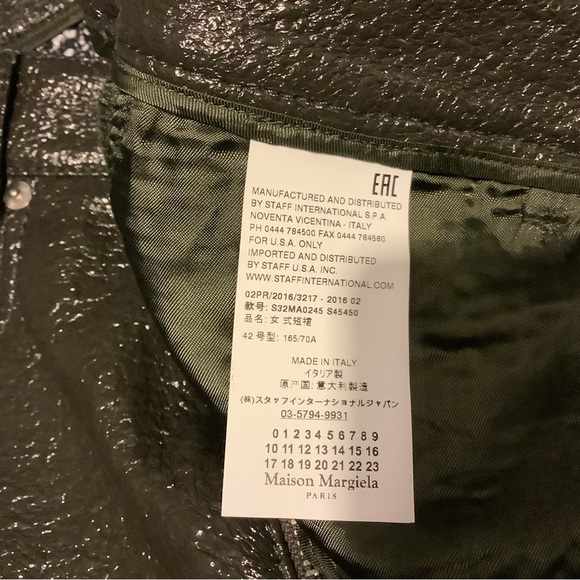 EAC
MANUFACTURED AND DISTRIBUTED
BY STAFF INTERNATIONAL S.P.A.
NOVENTA VICENTINA - ITALY
PH 0444 784500 FAX 0444 784580
FOR U.S.A. ONLY
IMPORTED AND DISTRIBUTED
BY STAFF U.S.A. INC.
WWW.STAFFINTERNATIONAL.COM
02PR/2016/3217 - 2016 02
款号: S32MA0245 S45450
品名: 女式短裙
42 号型: 165/70A
MADE IN ITALY
イタリア製
原产国: 意大利製造
(株)スタッフインターナショナルジャパン
03-5794-9931
0 1 2 3 4 5 6 7 8 9
10 11 12 13 14 15 16
17 18 19 20 21 22 23
Maison Margiela
PARIS